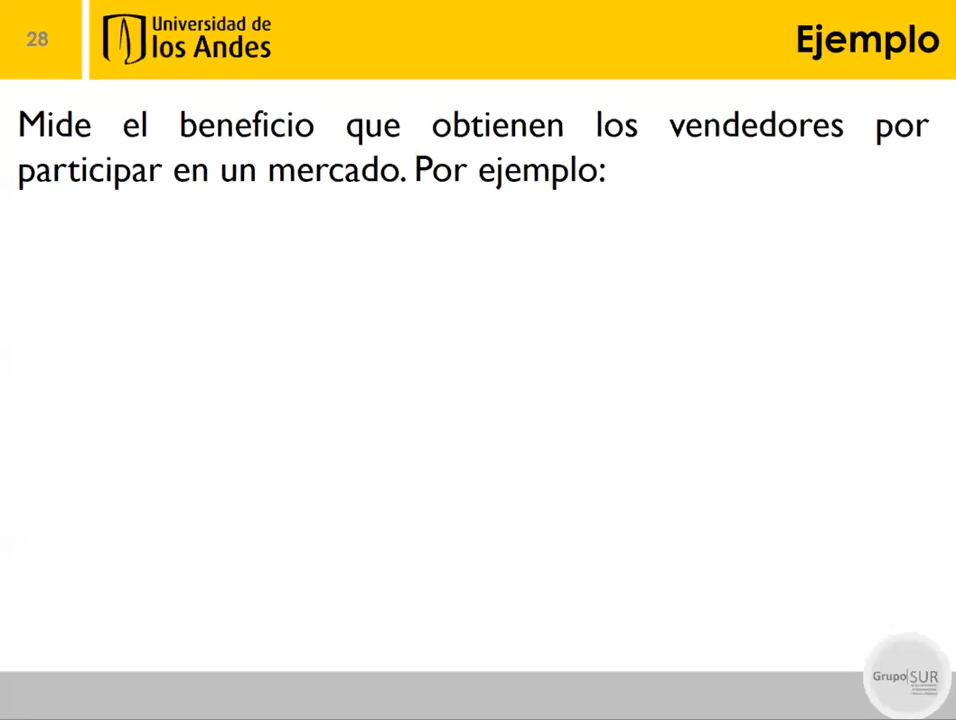 28
Universidad de
los Andes
Ejemplo
Mide el beneficio que obtienen los vendedores por
participar en un mercado. Por ejemplo:
Grupo|SUR